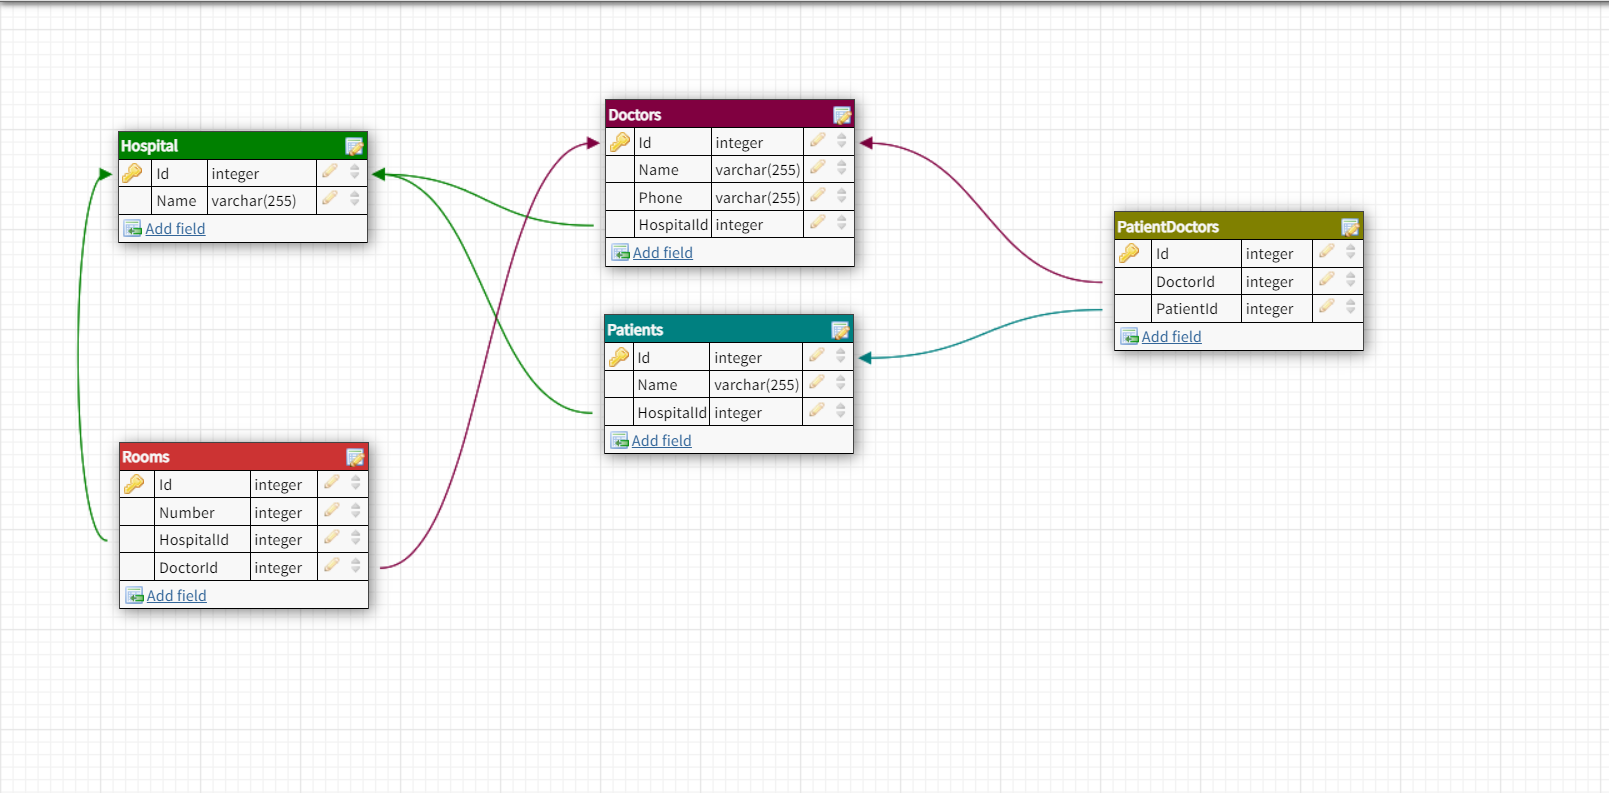 Hospital
Id integer
Name varchar(255)
Add field
Doctors
Id integer
Name varchar(255)
Phone varchar(255)
HospitalId integer
Add field
PatientDoctors
Id integer
DoctorId integer
PatientId integer
Add field
Patients
Id integer
Name varchar(255)
HospitalId integer
Add field
Rooms
Id integer
Number integer
HospitalId integer
DoctorId integer
Add field